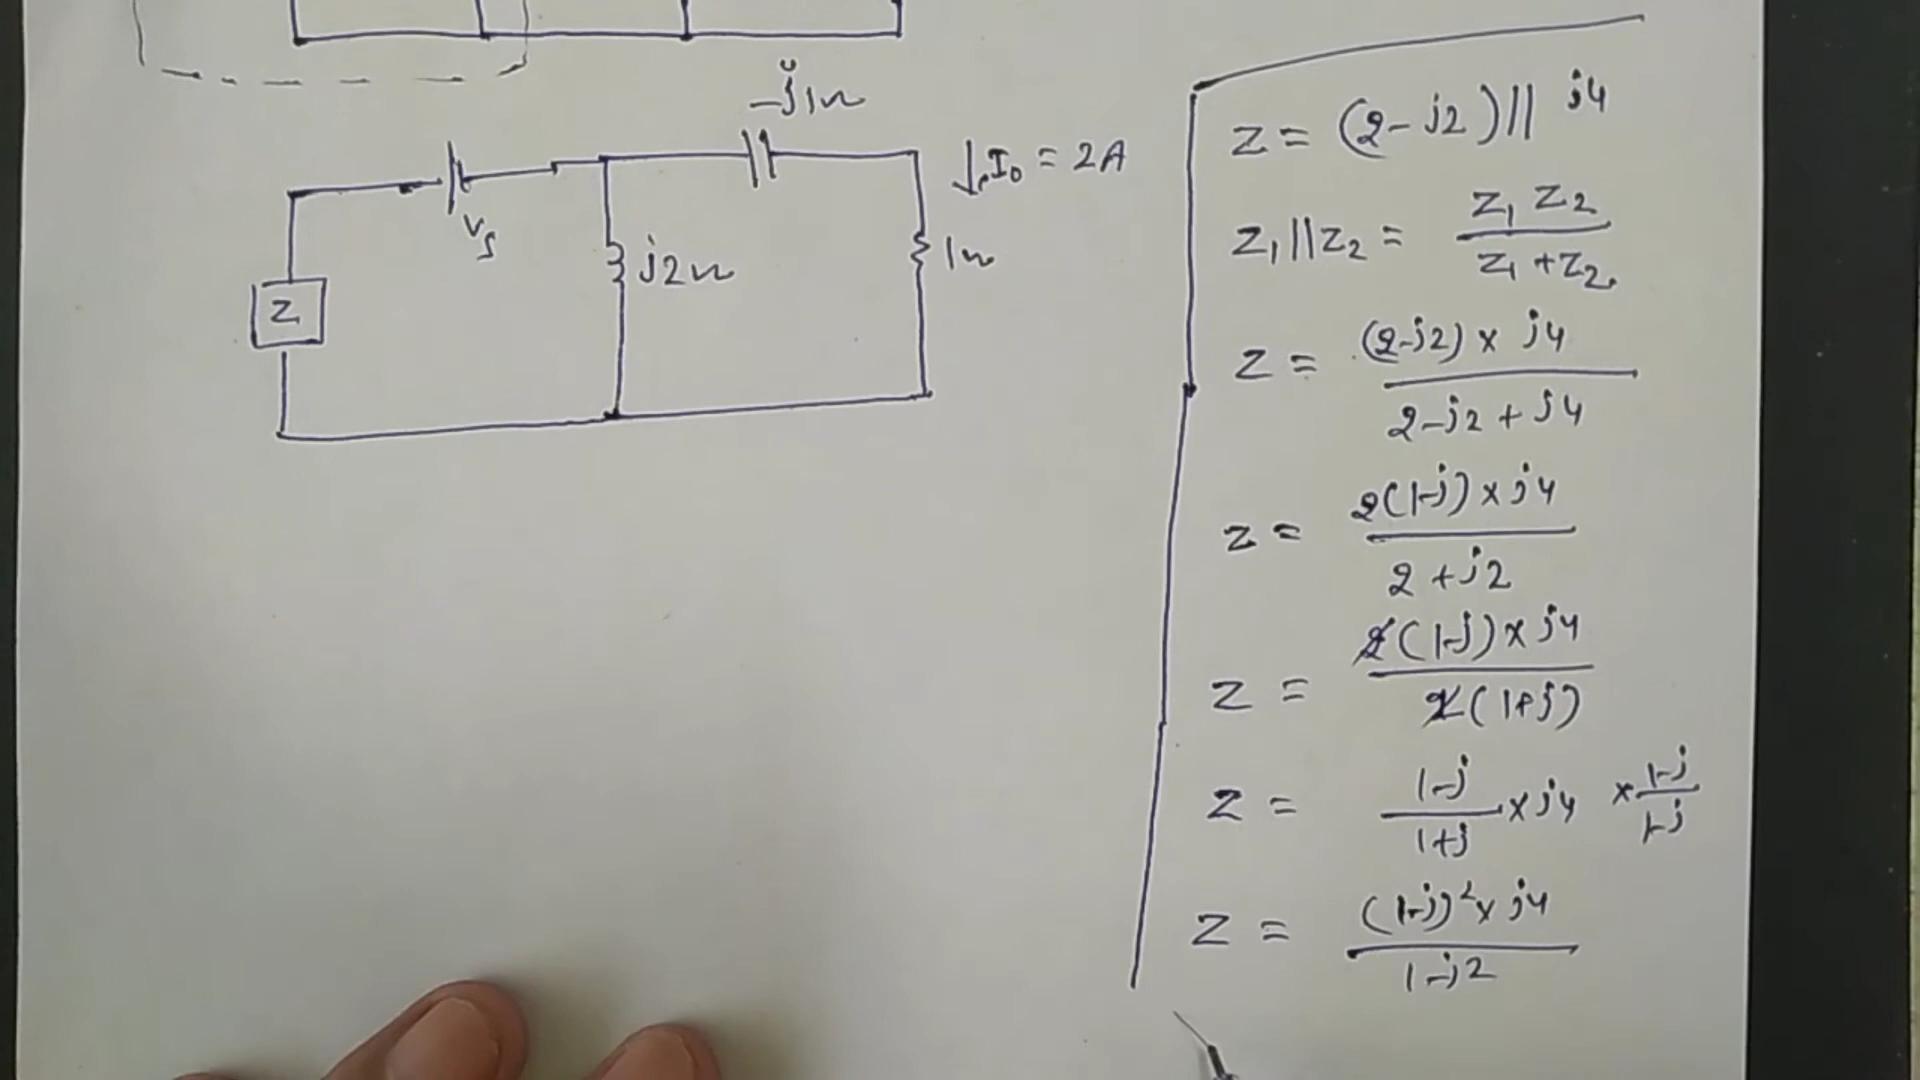 -j1Ω
I₀ = 2A
Vs
j2Ω
1Ω
Z
Z = (2-j2) || j4
Z₁||Z₂ = Z₁ Z₂ / Z₁ + Z₂
Z = (2-j2) × j4 / 2-j2 + j4
Z = 2(1-j) × j4 / 2 + j2
Z = 2(1-j) × j4 / 2(1+j)
Z = 1-j / 1+j × j4 × 1-j / 1-j
Z = (1-j)² × j4 / 1-j2